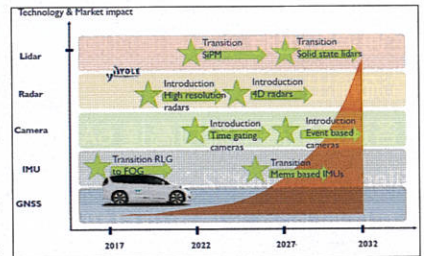 Technology & Market impact
Lidar
Transition
SiPM
Transition
Solid state lidars
YOLE
Radar
Introduction
High resolution
radars
Introduction
4D radars
Camera
Introduction
Time gating
cameras
Introduction
Event based
cameras
IMU
Transition RLG
to FOG
Transition
Mems based IMUs
GNSS
2017
2022
2027
2032